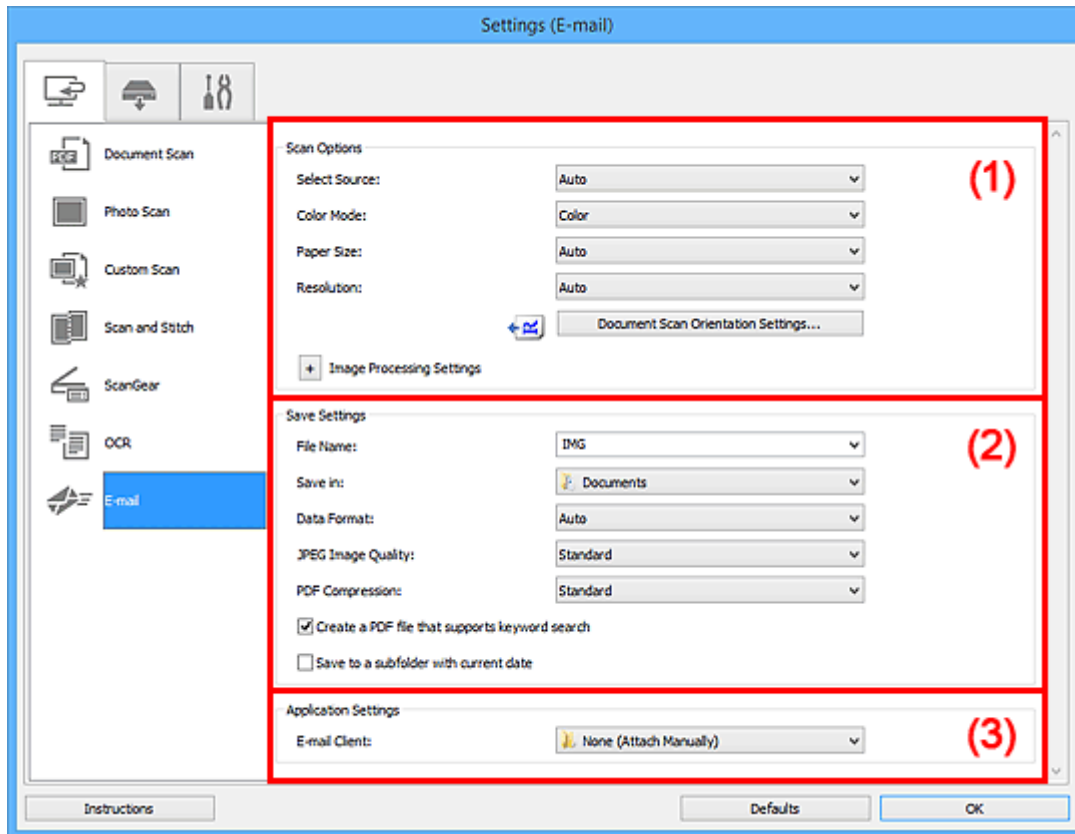 Settings (E-mail)
Document Scan
Photo Scan
Custom Scan
Scan and Stitch
ScanGear
OCR
E-mail
Scan Options
(1)
Select Source: Auto
Color Mode: Color
Paper Size: Auto
Resolution: Auto
Document Scan Orientation Settings...
+ Image Processing Settings
Save Settings
(2)
File Name: IMG
Save in: Documents
Data Format: Auto
JPEG Image Quality: Standard
PDF Compression: Standard
Create a PDF file that supports keyword search
Save to a subfolder with current date
Application Settings
(3)
E-mail Client: None (Attach Manually)
Instructions Defaults OK